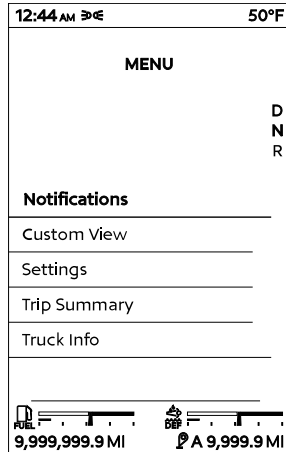 12:44 AM 50°F
MENU
D
N
R
Notifications
Custom View
Settings
Trip Summary
Truck Info
FUEL DEF
9,999,999.9 MI A 9,999.9 MI